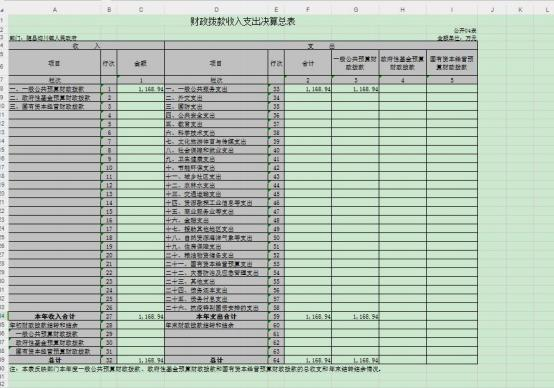 A B C D E F G H I J K L
财政拨款收入支出决算总表
公开04表
部门：随县 县人民政府 金额单位：万元
收 入 支 出
项目 行次 金额 项目 行次 合计 一般公共预算财政拨款 政府性基金预算财政拨款 国有资本经营预算财政拨款
栏次 1 栏次 2 3 4 5
一、一般公共预算财政拨款 1 1,168.94 一、一般公共服务支出 33 1,168.94 1,168.94
二、政府性基金预算财政拨款 2 二、外交支出 34
三、国有资本经营预算财政拨款 3 三、国防支出 35
4 四、公共安全支出 36
5 五、教育支出 37
6 六、科学技术支出 38
7 七、文化旅游体育与传媒支出 39
8 八、社会保障和就业支出 40
9 九、卫生健康支出 41
10 十、节能环保支出 42
11 十一、城乡社区支出 43
12 十二、农林水支出 44
13 十三、交通运输支出 45
14 十四、资源勘探工业信息等支出 46
15 十五、商业服务业等支出 47
16 十六、金融支出 48
17 十七、援助其他地区支出 49
18 十八、自然资源海洋气象等支出 50
19 十九、住房保障支出 51
20 二十、粮油物资储备支出 52
21 二十一、国有资本经营预算支出 53
22 二十二、灾害防治及应急管理支出 54
23 二十三、其他支出 55
24 二十四、债务还本支出 56
25 二十五、债务付息支出 57
26 二十六、抗疫特别国债安排的支出 58
本年收入合计 27 1,168.94 本年支出合计 59 1,168.94 1,168.94
年初财政拨款结转和结余 28 年末财政拨款结转和结余 60
一般公共预算财政拨款 29 61
政府性基金预算财政拨款 30 62
国有资本经营预算财政拨款 31 63
总计 32 1,168.94 总计 64 1,168.94 1,168.94
注：本表反映部门本年度一般公共预算财政拨款、政府性基金预算财政拨款和国有资本经营预算财政拨款的总收支和年末结转结余情况。